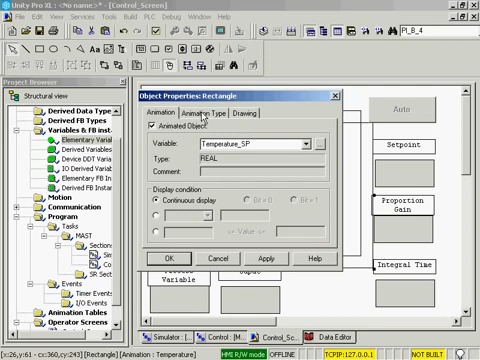 Unity Pro XL : <No name*> - [Control_Screen]
File Edit View Services Tools Build PLC Debug Window Help
PI_B_4
Project Browser
Structural view
Derived Data Type
Derived FB Types
Variables & FB inst
Elementary Variab
Derived Variables
Device DDT Variab
IO Derived Variab
Elementary FB In
Derived FB Instan
Motion
Communication
Program
Tasks
MAST
Sections
SR Sect
Events
Timer Events
I/O Events
Animation Tables
Operator Screens
Object Properties: Rectangle
Animation Animation Type Drawing
Animated Object
Variable: Temperature_SP ...
Type: REAL
Comment:
Display condition
Continuous display Bit = 0 Bit = 1
<= Value <=
OK Cancel Apply Help
Auto
Setpoint
Proportion
Gain
Integral Time
Variable
Simulator : [... Control : [M... Control_Sc... Data Editor
x:26, y:61 - cx:360, cy:243] [Rectangle] [Animation : Temperature] HMI R/W mode OFFLINE TCPIP:127.0.0.1 NOT BUILT